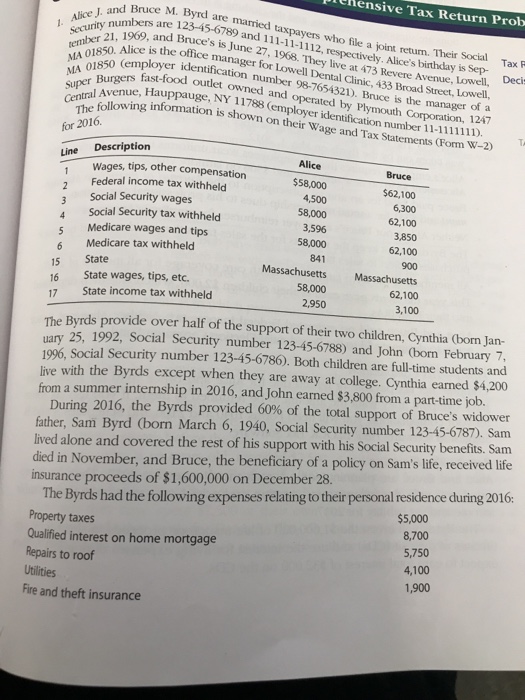 ehensive Tax Return Prob
1. Alice J. and Bruce M. Byrd are married taxpayers who file a joint return. Their Social
Security numbers are 123-45-6789 and 111-11-1112, respectively. Alice's birthday is Sep-
tember 21, 1969, and Bruce's is June 27, 1968. They live at 473 Revere Avenue, Lowell,
MA 01850. Alice is the office manager for Lowell Dental Clinic, 433 Broad Street, Lowell,
MA 01850 (employer identification number 98-7654321). Bruce is the manager of a
Super Burgers fast-food outlet owned and operated by Plymouth Corporation, 1247
Central Avenue, Hauppauge, NY 11788 (employer identification number 11-1111111).
The following information is shown on their Wage and Tax Statements (Form W-2)
for 2016.
Tax
Decis
Line Description Alice Bruce
1 Wages, tips, other compensation $58,000 $62,100
2 Federal income tax withheld 4,500 6,300
3 Social Security wages 58,000 62,100
4 Social Security tax withheld 3,596 3,850
5 Medicare wages and tips 58,000 62,100
6 Medicare tax withheld 841 900
15 State Massachusetts Massachusetts
16 State wages, tips, etc. 58,000 62,100
17 State income tax withheld 2,950 3,100
The Byrds provide over half of the support of their two children, Cynthia (born Jan-
uary 25, 1992, Social Security number 123-45-6788) and John (born February 7,
1996, Social Security number 123-45-6786). Both children are full-time students and
live with the Byrds except when they are away at college. Cynthia earned $4,200
from a summer internship in 2016, and John earned $3,800 from a part-time job.
During 2016, the Byrds provided 60% of the total support of Bruce's widower
father, Sam Byrd (born March 6, 1940, Social Security number 123-45-6787). Sam
lived alone and covered the rest of his support with his Social Security benefits. Sam
died in November, and Bruce, the beneficiary of a policy on Sam's life, received life
insurance proceeds of $1,600,000 on December 28.
The Byrds had the following expenses relating to their personal residence during 2016:
Property taxes $5,000
Qualified interest on home mortgage 8,700
Repairs to roof 5,750
Utilities 4,100
Fire and theft insurance 1,900